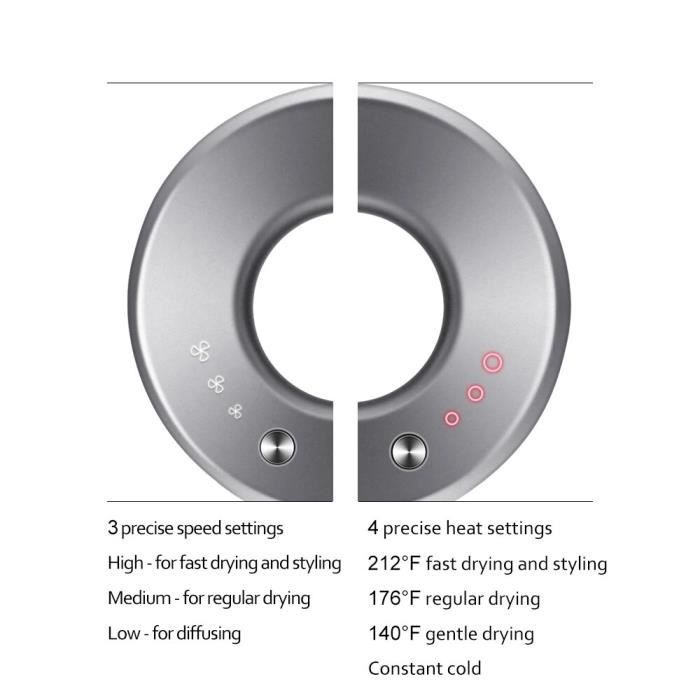 3 precise speed settings
High - for fast drying and styling
Medium - for regular drying
Low - for diffusing
4 precise heat settings
212°F fast drying and styling
176°F regular drying
140°F gentle drying
Constant cold